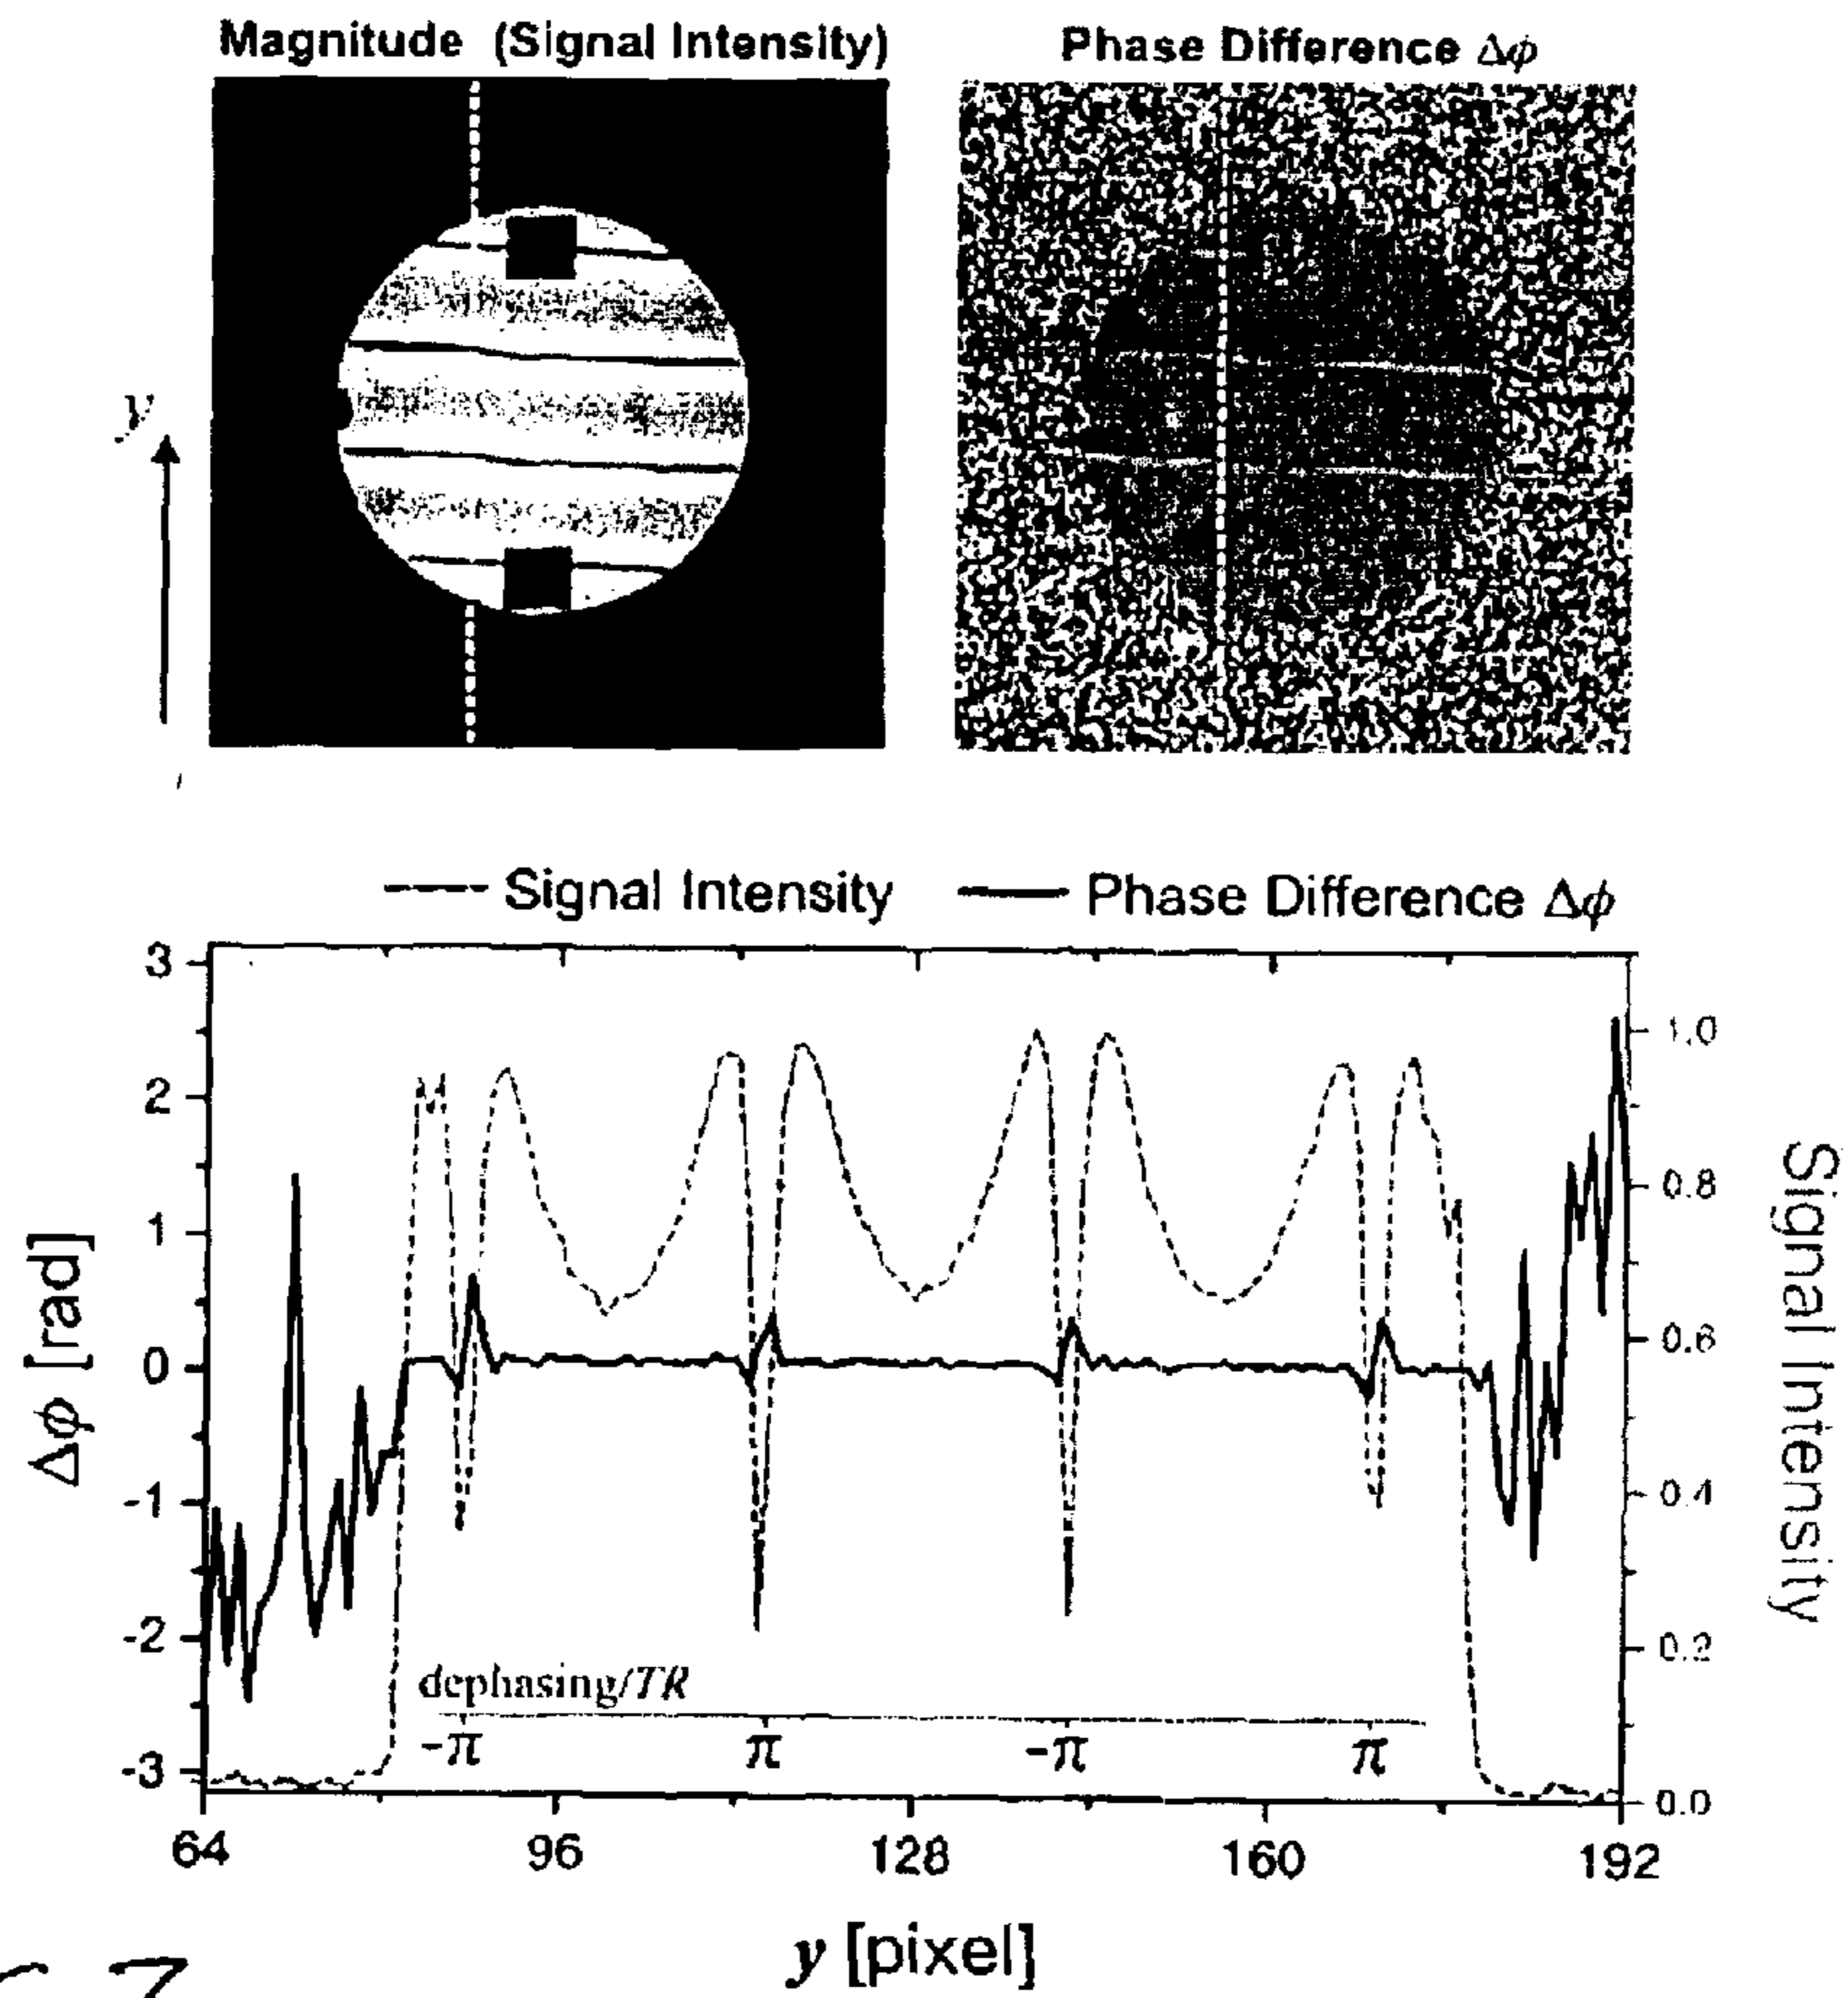 Magnitude (Signal Intensity)
Phase Difference Δϕ
y
Signal Intensity
Phase Difference Δϕ
3
2
1
0
-1
-2
-3
Δϕ [rad]
1.0
0.8
0.6
0.4
0.2
0.0
Signal Intensity
dephasing/TR
-π π -π π
64 96 128 160 192
y [pixel]